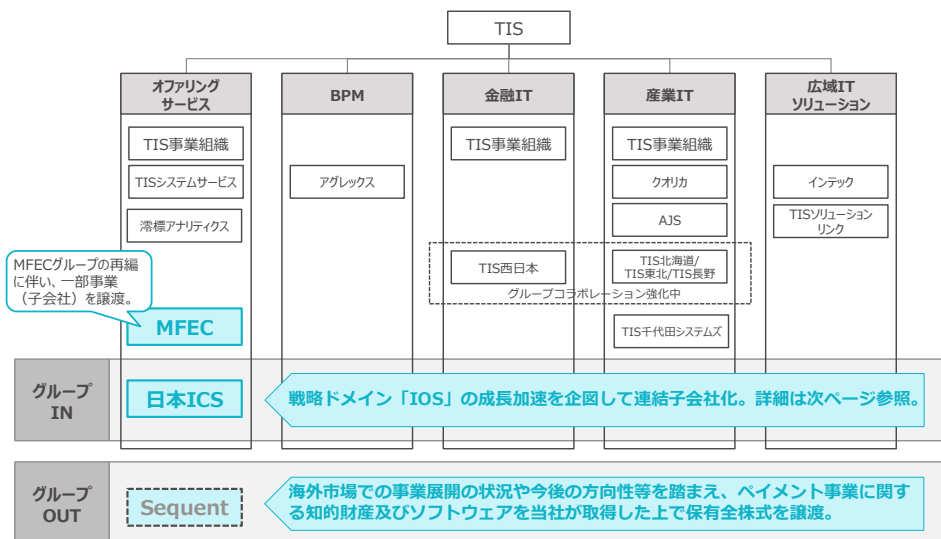 TIS
オファリング
サービス
BPM
金融IT
産業IT
広域IT
ソリューション
TIS事業組織
TIS事業組織
TIS事業組織
TISシステムサービス
アグレックス
クオリカ
インテック
澪標アナリティクス
AJS
TISソリューション
リンク
MFECグループの再編
に伴い、一部事業
（子会社）を譲渡。
TIS西日本
TIS北海道/
TIS東北/TIS長野
グループコラボレーション強化中
MFEC
TIS千代田システムズ
グループ
IN
日本ICS
戦略ドメイン「IOS」の成長加速を企図して連結子会社化。詳細は次ページ参照。
グループ
OUT
Sequent
海外市場での事業展開の状況や今後の方向性等を踏まえ、ペイメント事業に関す
る知的財産及びソフトウェアを当社が取得した上で保有全株式を譲渡。